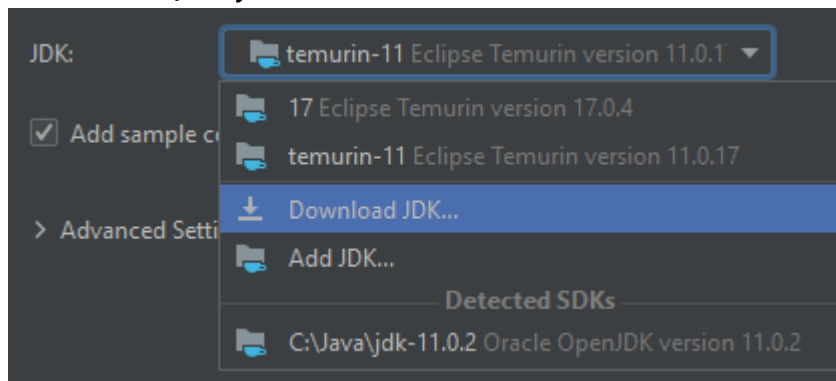 JDK:
temurin-11 Eclipse Temurin version 11.0.1
17 Eclipse Temurin version 17.0.4
Add sample
temurin-11 Eclipse Temurin version 11.0.17
Download JDK...
Advanced
Add JDK...
Detected SDKs
C:\Java\jdk-11.0.2 Oracle OpenJDK version 11.0.2